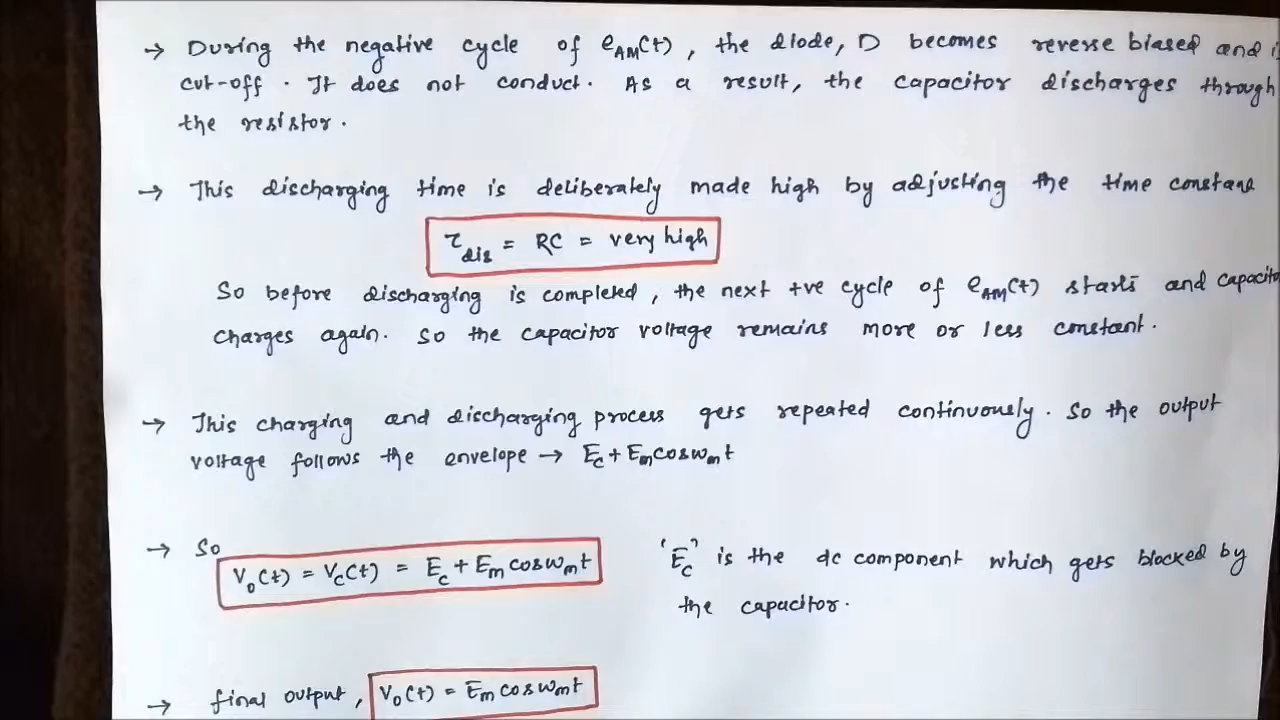 → During the negative cycle of e_AM(t), the diode, D becomes reverse biased and i
cut-off. It does not conduct. As a result, the capacitor discharges through
the resistor.
→ This discharging time is deliberately made high by adjusting the time constant
τ_dis = RC = very high
So before discharging is completed, the next +ve cycle of e_AM(t) starts and capacito
charges again. So the capacitor voltage remains more or less constant.
→ This charging and discharging process gets repeated continuously. So the output
voltage follows the envelope → E_c + E_m cos ω_m t
→ So
V_o(t) = V_c(t) = E_c + E_m cos ω_m t
'E_c' is the dc component which gets blocked by
the capacitor.
→ final output, V_o(t) = E_m cos ω_m t